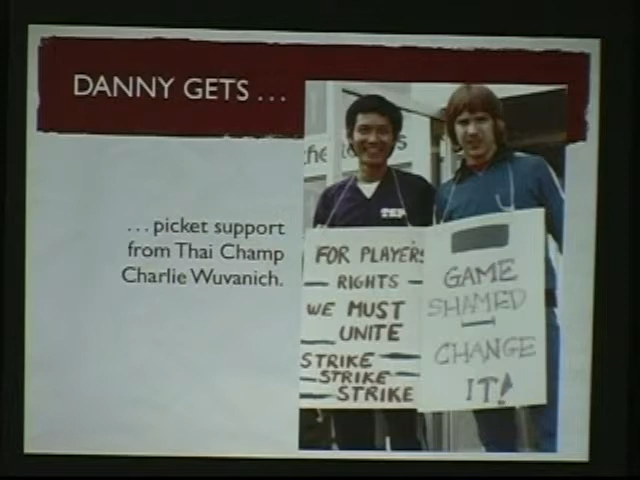 DANNY GETS ...
... picket support
from Thai Champ
Charlie Wuvanich.
FOR PLAYERS
RIGHTS
WE MUST
UNITE
STRIKE
STRIKE
STRIKE
GAME
SHAMED
CHANGE
IT!